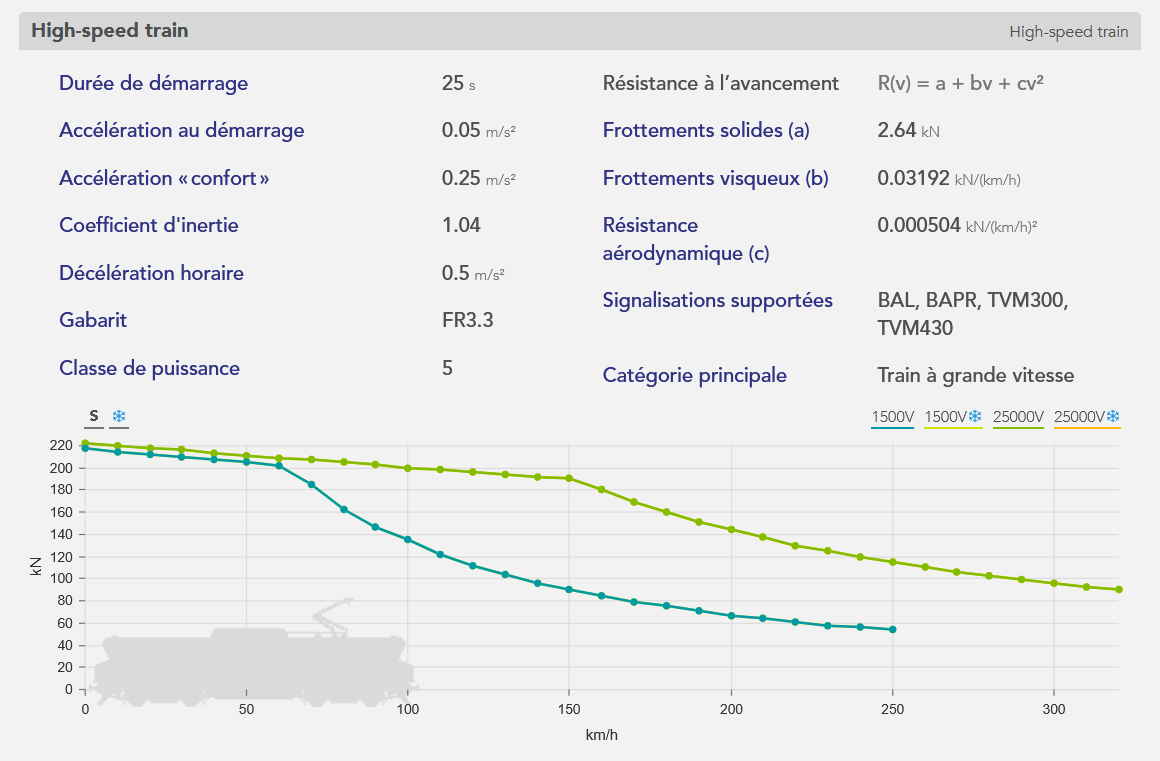 High-speed train
High-speed train
Durée de démarrage 25 s
Accélération au démarrage 0.05 m/s²
Accélération «confort» 0.25 m/s²
Coefficient d'inertie 1.04
Décélération horaire 0.5 m/s²
Gabarit FR3.3
Classe de puissance 5
Résistance à l’avancement R(v) = a + bv + cv²
Frottements solides (a) 2.64 kN
Frottements visqueux (b) 0.03192 kN/(km/h)
Résistance 0.000504 kN/(km/h)²
aérodynamique (c)
Signalisations supportées BAL, BAPR, TVM300,
TVM430
Catégorie principale Train à grande vitesse
S
1500V 1500V 25000V 25000V
220
200
180
160
140
120
100
80
60
40
20
0
kN
0 50 100 150 200 250 300
km/h